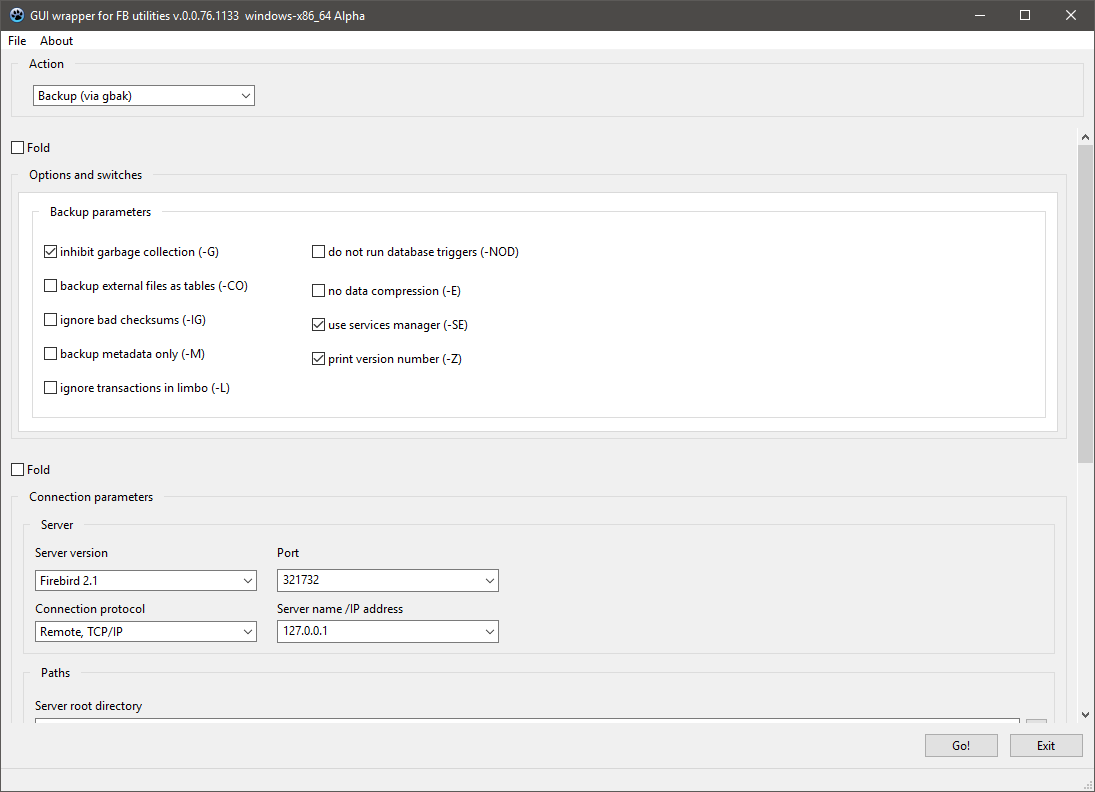 GUI wrapper for FB utilities v.0.0.76.1133 windows-x86_64 Alpha
File About
Action
Backup (via gbak)
Fold
Options and switches
Backup parameters
inhibit garbage collection (-G)
do not run database triggers (-NOD)
backup external files as tables (-CO)
no data compression (-E)
ignore bad checksums (-IG)
use services manager (-SE)
backup metadata only (-M)
print version number (-Z)
ignore transactions in limbo (-L)
Fold
Connection parameters
Server
Server version
Port
Firebird 2.1
321732
Connection protocol
Server name /IP address
Remote, TCP/IP
127.0.0.1
Paths
Server root directory
Go!
Exit